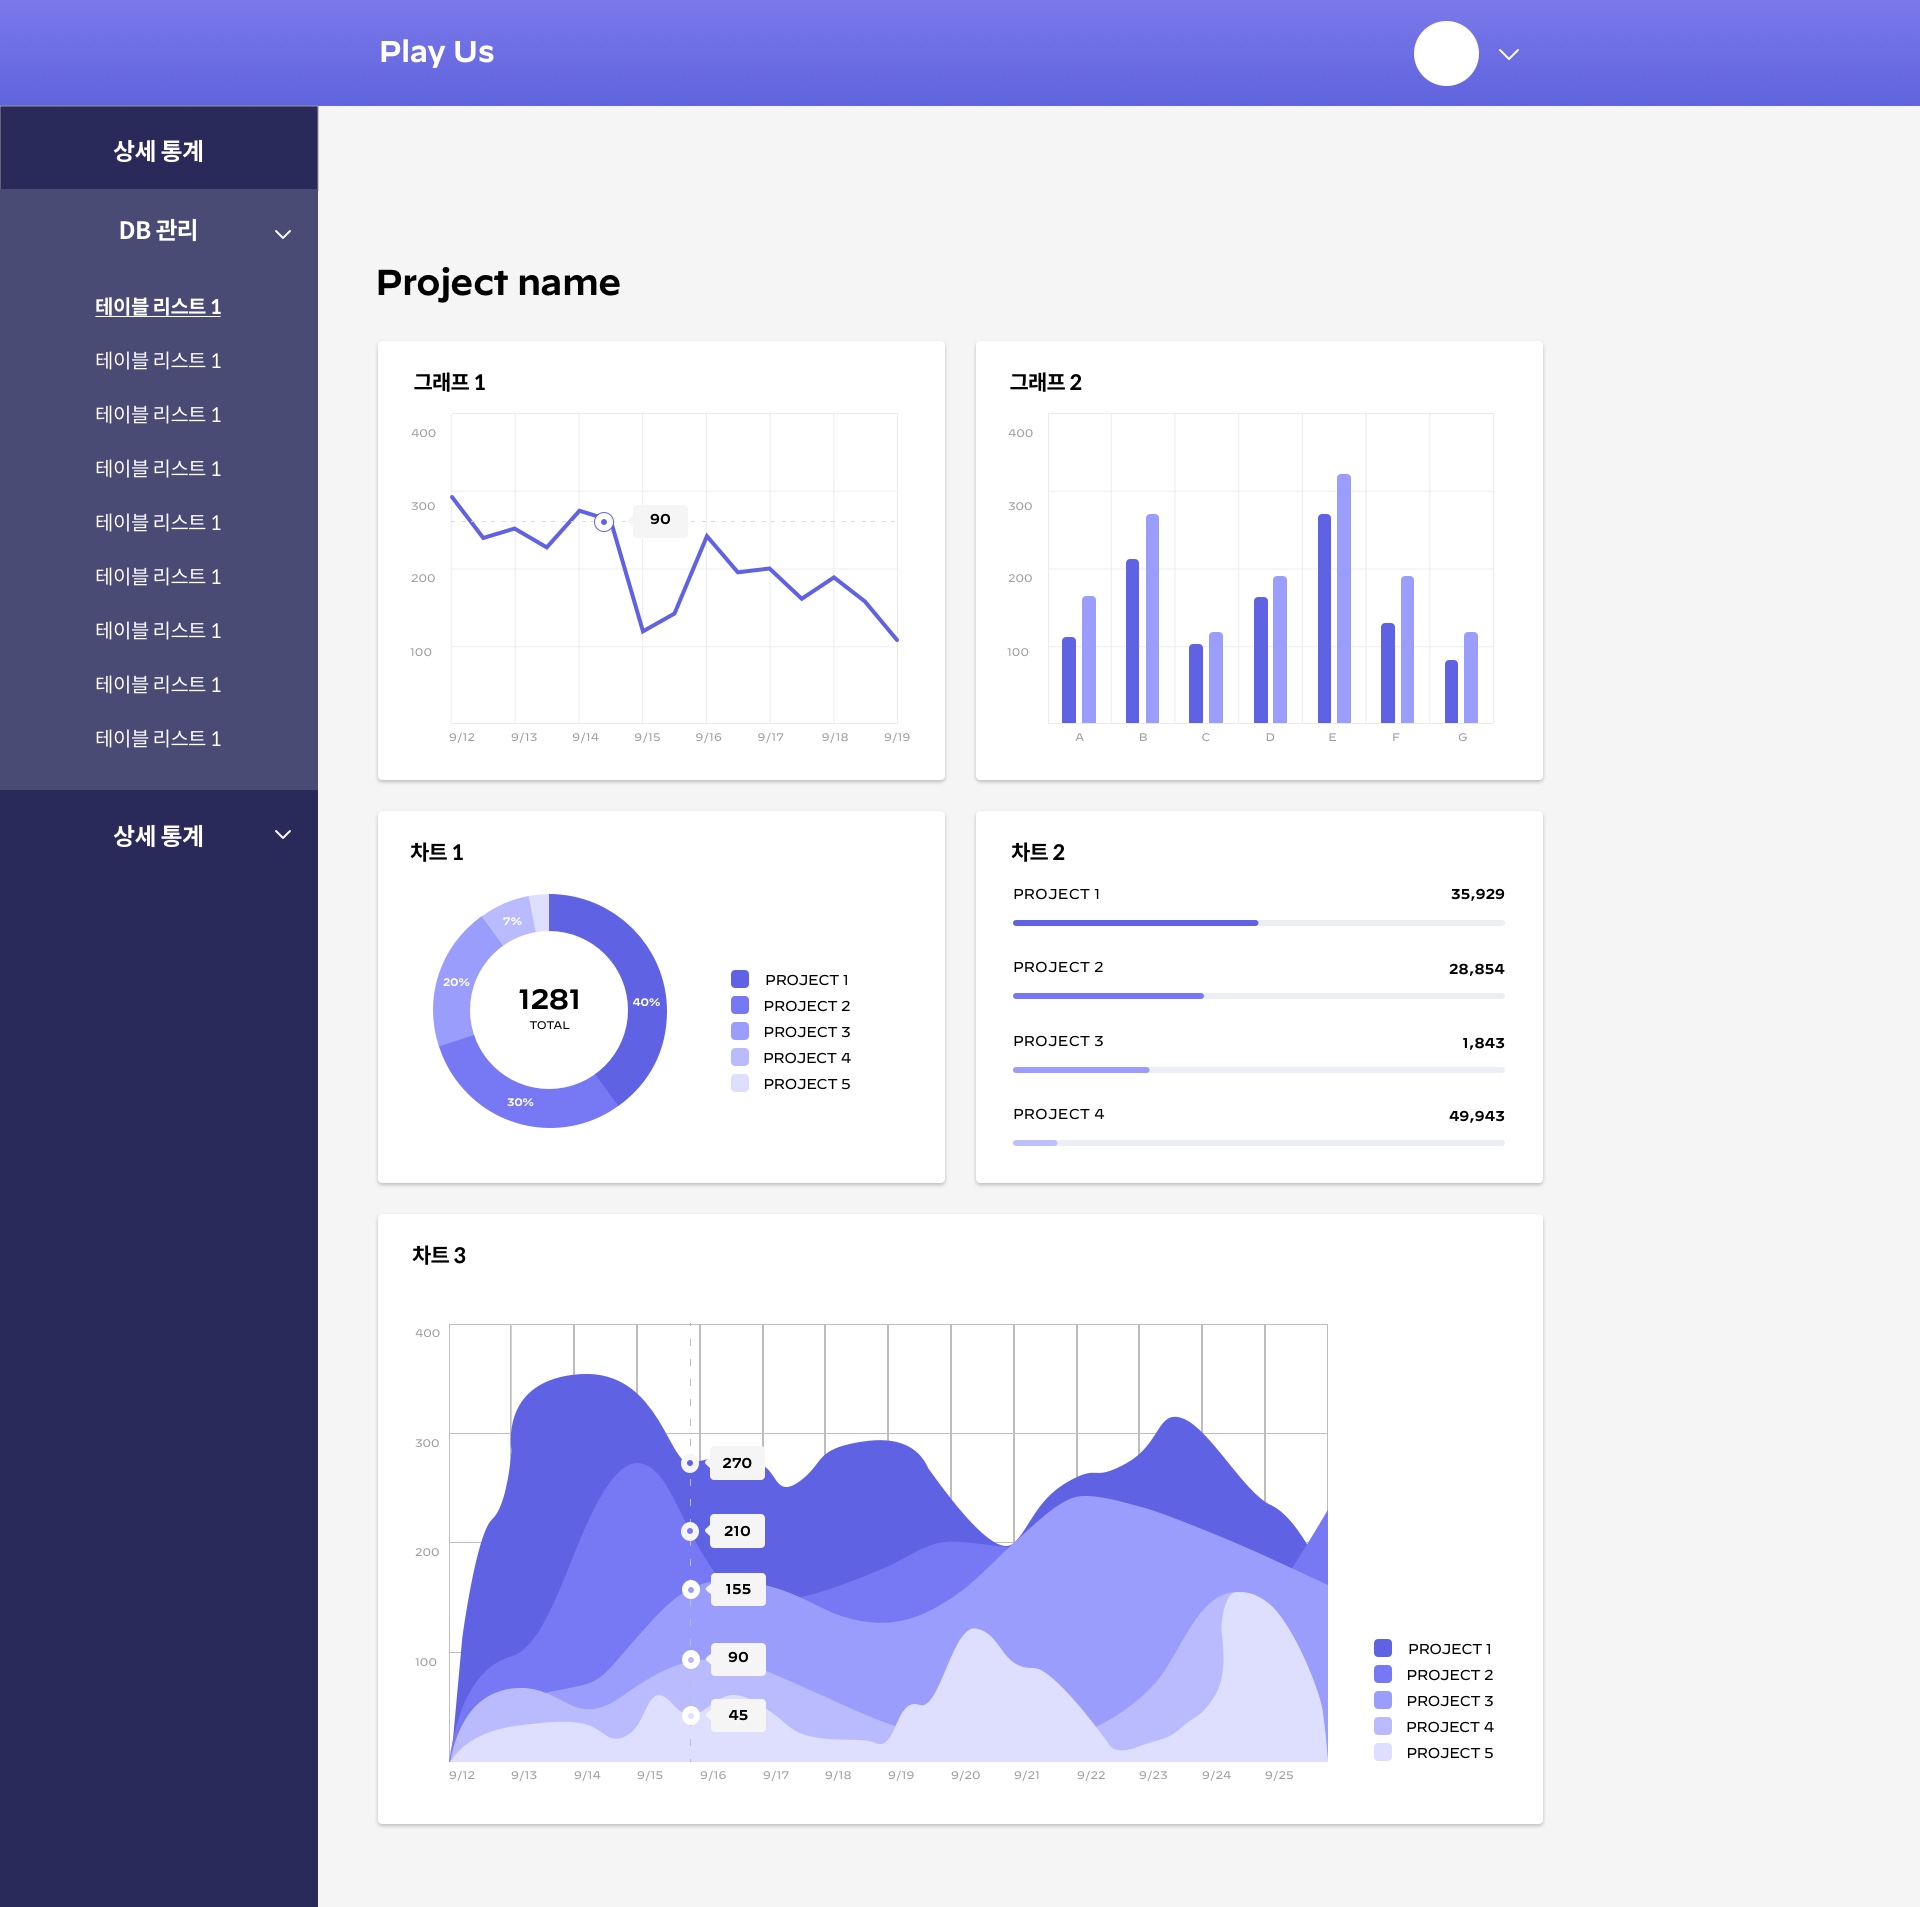 Play Us
상세 통계
DB 관리
테이블 리스트 1
테이블 리스트 1
테이블 리스트 1
테이블 리스트 1
테이블 리스트 1
테이블 리스트 1
테이블 리스트 1
테이블 리스트 1
테이블 리스트 1
상세 통계
Project name
그래프 1
400
300
200
100
90
9/12 9/13 9/14 9/15 9/16 9/17 9/18 9/19
그래프 2
400
300
200
100
A B C D E F G
차트 1
7%
20%
40%
30%
1281
TOTAL
PROJECT 1
PROJECT 2
PROJECT 3
PROJECT 4
PROJECT 5
차트 2
PROJECT 1 35,929
PROJECT 2 28,854
PROJECT 3 1,843
PROJECT 4 49,943
차트 3
400
300
200
100
270
210
155
90
45
9/12 9/13 9/14 9/15 9/16 9/17 9/18 9/19 9/20 9/21 9/22 9/23 9/24 9/25
PROJECT 1
PROJECT 2
PROJECT 3
PROJECT 4
PROJECT 5